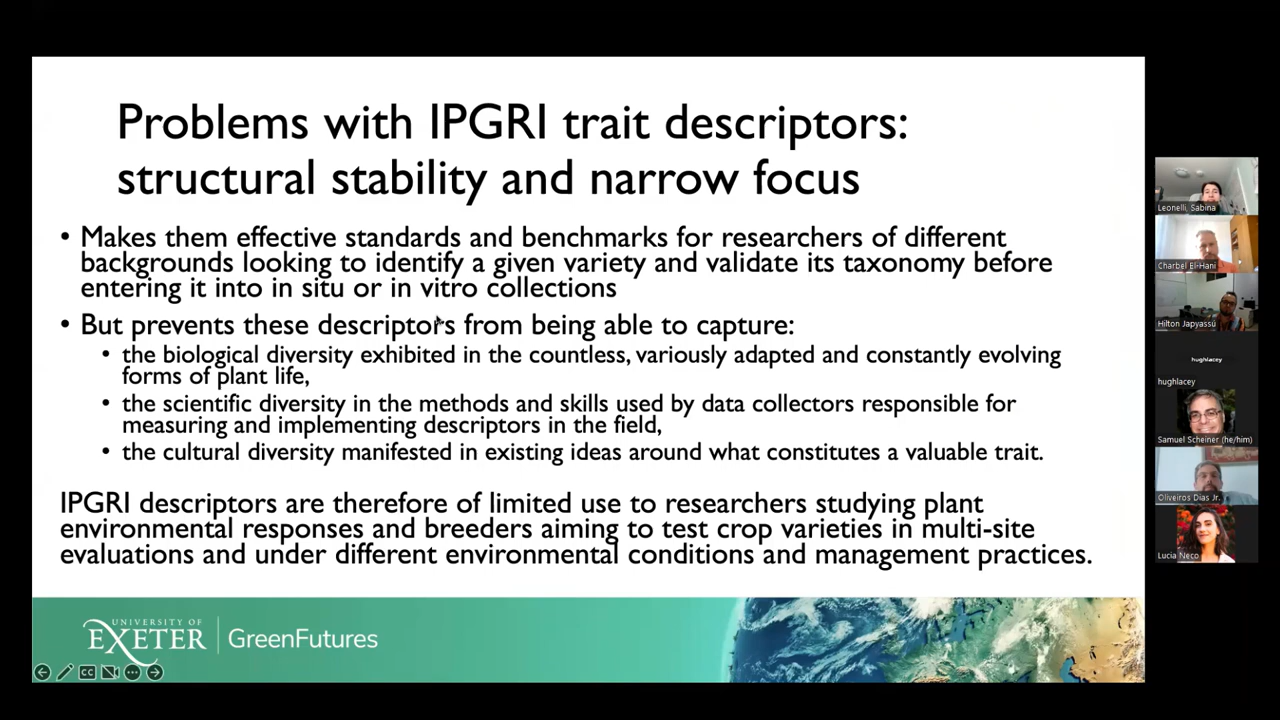 Problems with IPGRI trait descriptors:
structural stability and narrow focus
• Makes them effective standards and benchmarks for researchers of different
backgrounds looking to identify a given variety and validate its taxonomy before
entering it into in situ or in vitro collections
• But prevents these descriptors from being able to capture:
• the biological diversity exhibited in the countless, variously adapted and constantly evolving
forms of plant life,
• the scientific diversity in the methods and skills used by data collectors responsible for
measuring and implementing descriptors in the field,
• the cultural diversity manifested in existing ideas around what constitutes a valuable trait.
IPGRI descriptors are therefore of limited use to researchers studying plant
environmental responses and breeders aiming to test crop varieties in multi-site
evaluations and under different environmental conditions and management practices.
UNIVERSITY OF
EXETER
GreenFutures
CC
Leonelli, Sabina
Charbel El-Hani
Hilton Japyassú
hughlacey
hughlacey
Samuel Scheiner (he/him)
Oliveiros Dias Jr.
Lucia Neco